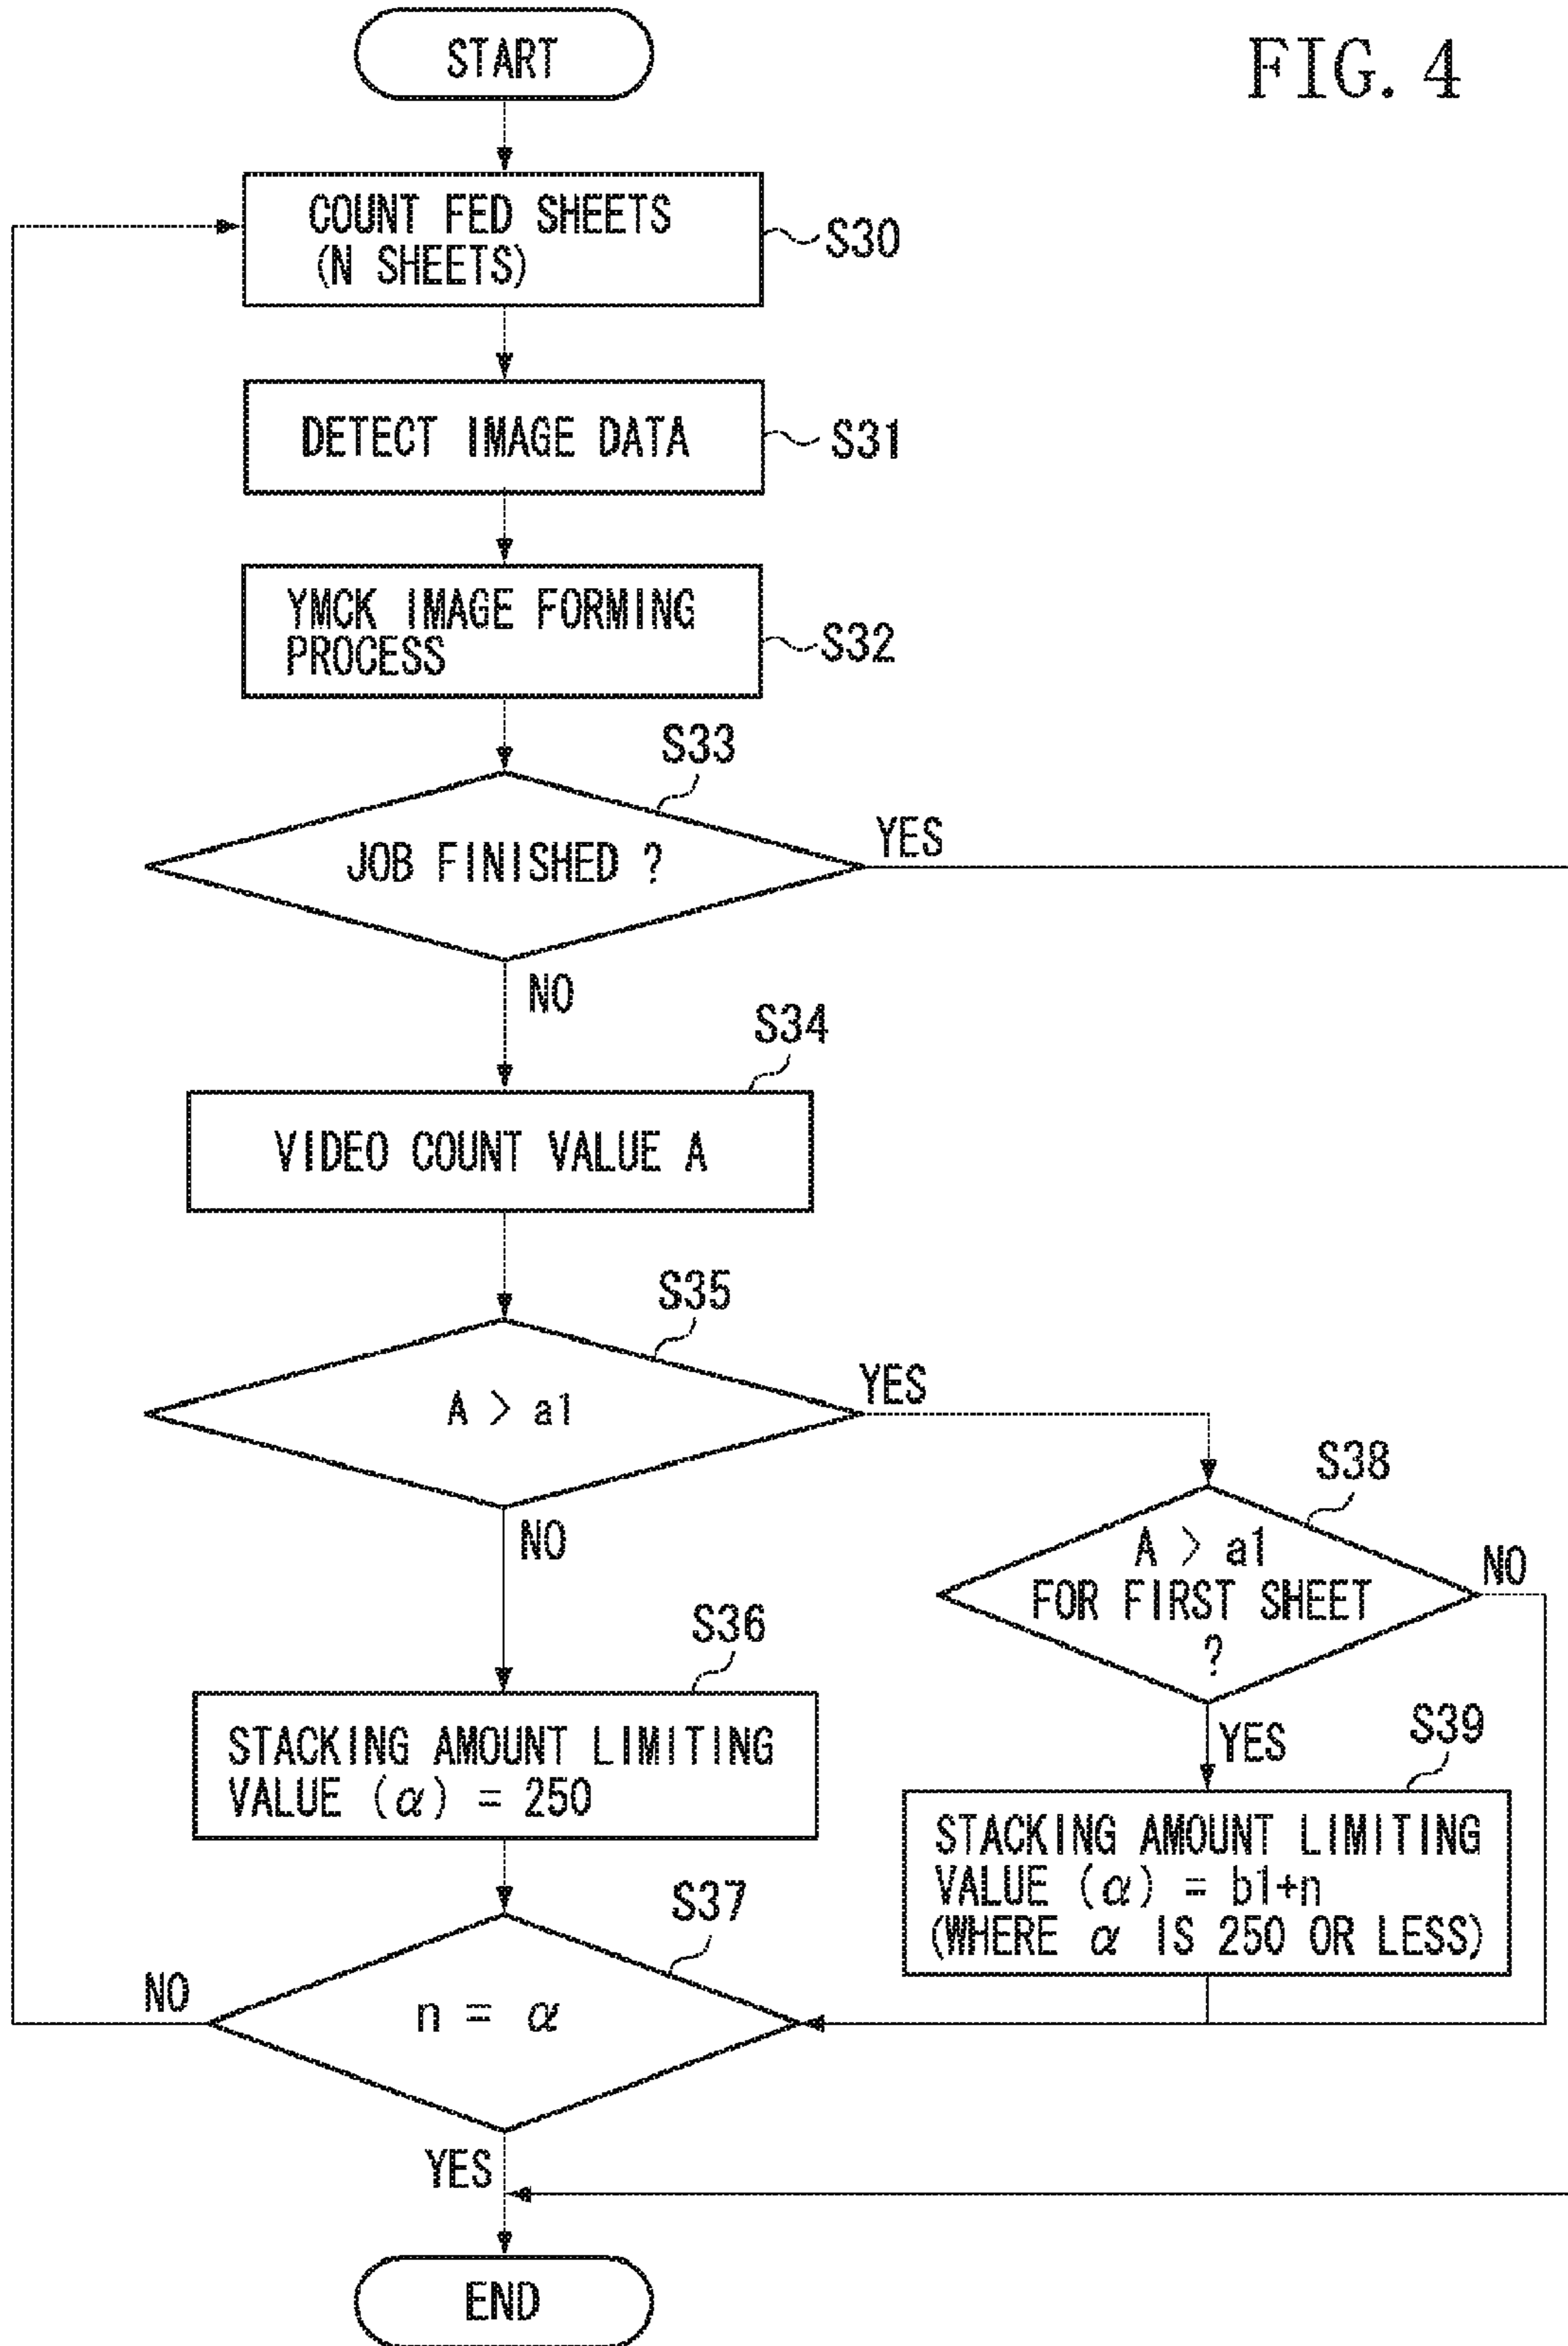 FIG. 4
START
COUNT FED SHEETS
(N SHEETS)
S30
DETECT IMAGE DATA
S31
YMCK IMAGE FORMING
PROCESS
S32
S33
JOB FINISHED ?
YES
NO
S34
VIDEO COUNT VALUE A
S35
A > a1
YES
NO
S38
A > a1
FOR FIRST SHEET
?
NO
YES
S36
STACKING AMOUNT LIMITING
VALUE (α) = 250
S39
STACKING AMOUNT LIMITING
VALUE (α) = b1+n
(WHERE α IS 250 OR LESS)
S37
n = α
NO
YES
END